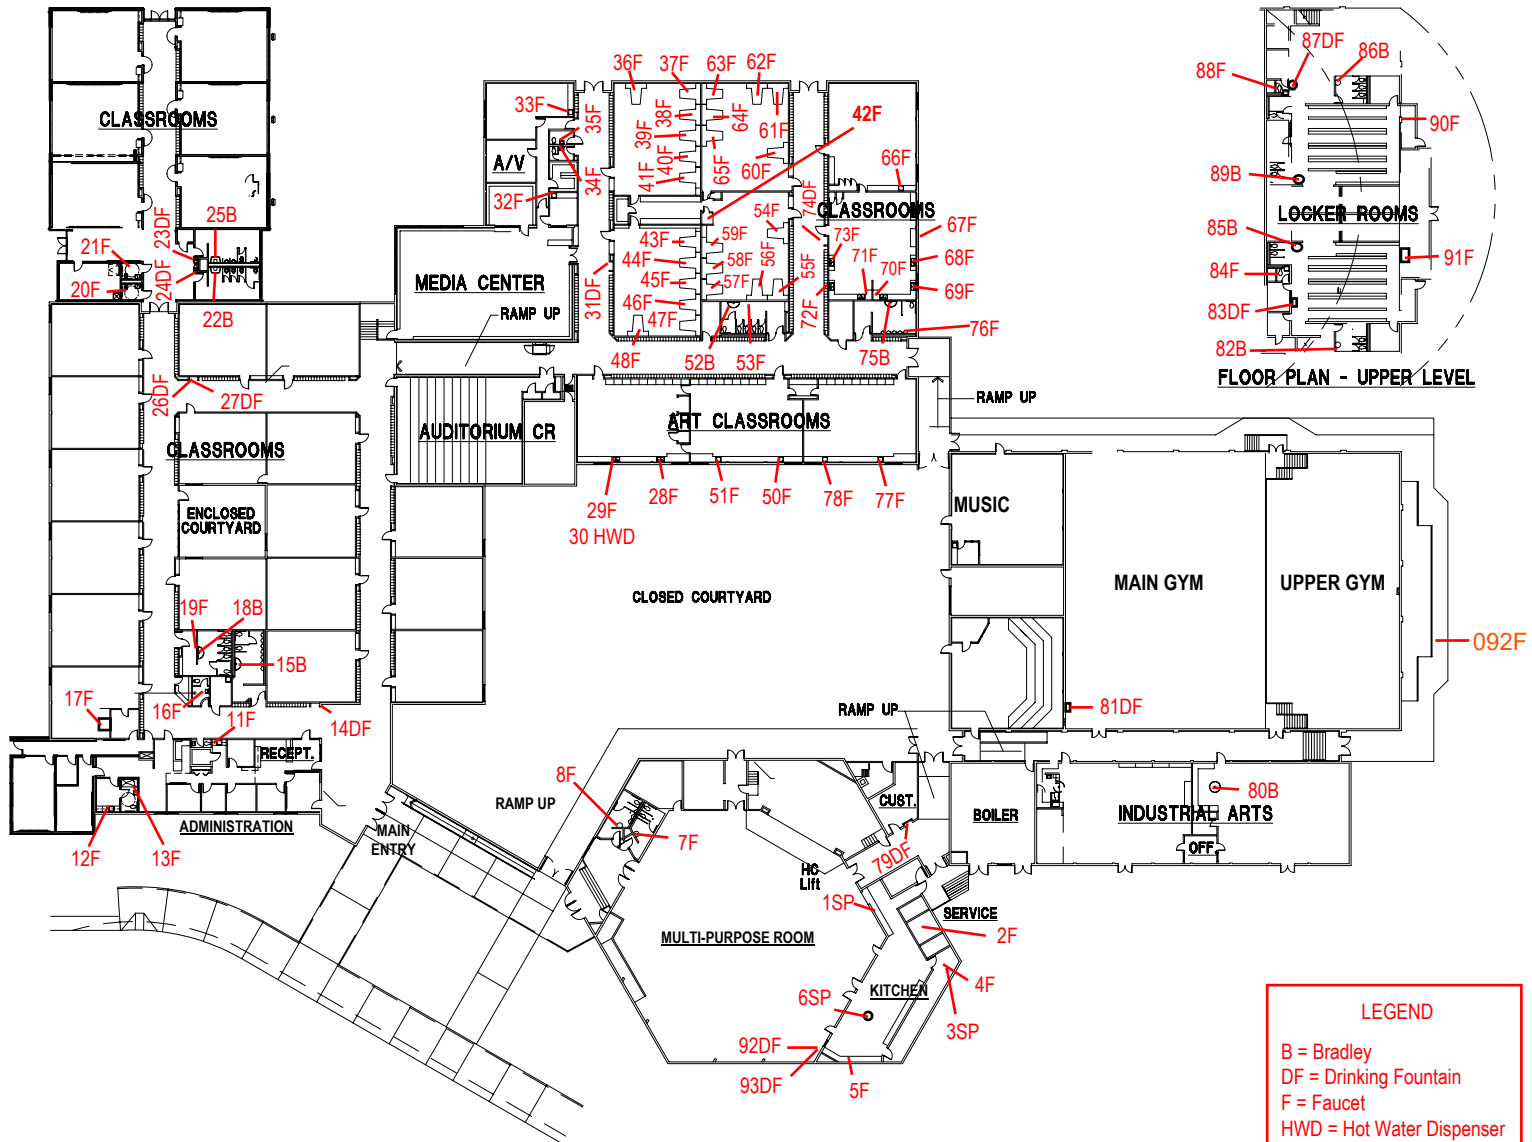 CLASSROOMS
25B
23DF
24DF
21F
20F
22B
A/V
33F
35F
34F
32F
36F
37F
38F
39F
40F
41F
63F
62F
64F
61F
65F
60F
42F
66F
74DF
CLASSROOMS
54F
59F
58F
57F
56F
55F
73F
71F
70F
72F
67F
68F
69F
76F
75B
MEDIA CENTER
RAMP UP
31DF
43F
44F
45F
46F
47F
48F
52B
53F
87DF
86B
88F
90F
89B
LOCKER ROOMS
85B
84F
91F
83DF
82B
FLOOR PLAN - UPPER LEVEL
26DF
27DF
CLASSROOMS
AUDITORIUM CR
ART CLASSROOMS
RAMP UP
29F
30 HWD
28F
51F
50F
78F
77F
ENCLOSED
COURTYARD
MUSIC
MAIN GYM
UPPER GYM
CLOSED COURTYARD
19F
18B
15B
092F
17F
16F
11F
14DF
RAMP UP
81DF
RECEPT.
12F
13F
ADMINISTRATION
MAIN
ENTRY
RAMP UP
8F
7F
CUST.
BOILER
80B
INDUSTRIAL ARTS
OFF
79DF
HC
Lift
1SP
SERVICE
2F
MULTI-PURPOSE ROOM
4F
KITCHEN
6SP
3SP
92DF
93DF
5F
LEGEND
B = Bradley
DF = Drinking Fountain
F = Faucet
HWD = Hot Water Dispenser